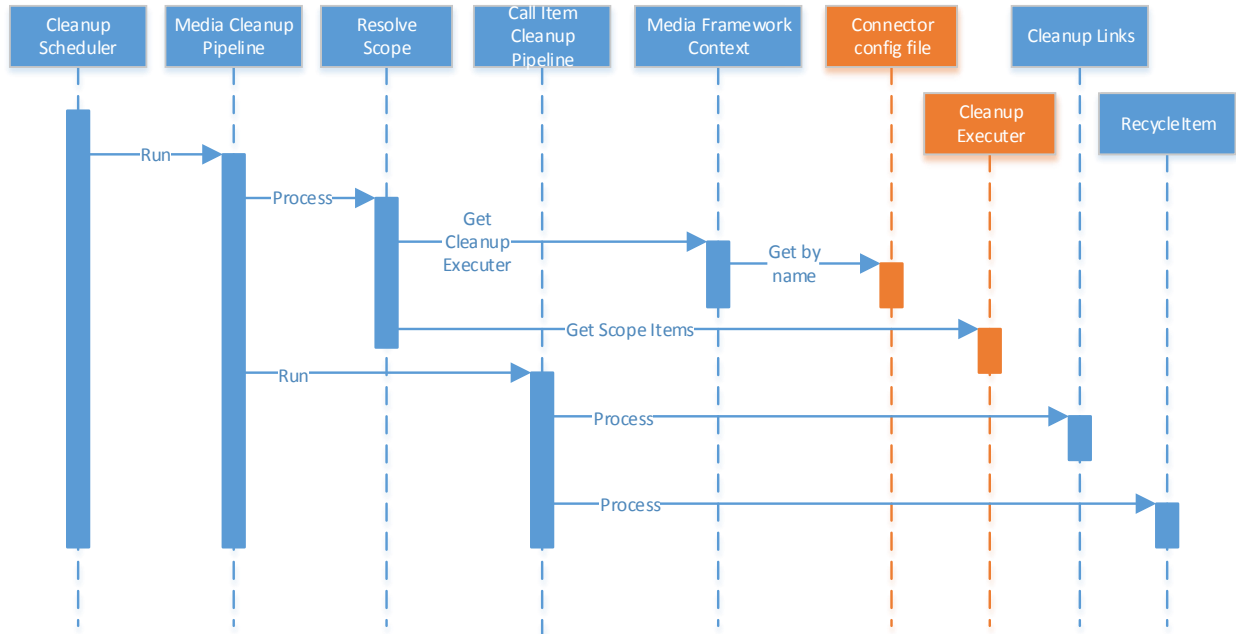 Cleanup
Scheduler
Media Cleanup
Pipeline
Resolve
Scope
Call Item
Cleanup
Pipeline
Media Framework
Context
Connector
config file
Cleanup Links
Cleanup
Executer
RecycleItem
Run
Process
Get
Cleanup
Executer
Get by
name
Get Scope Items
Run
Process
Process